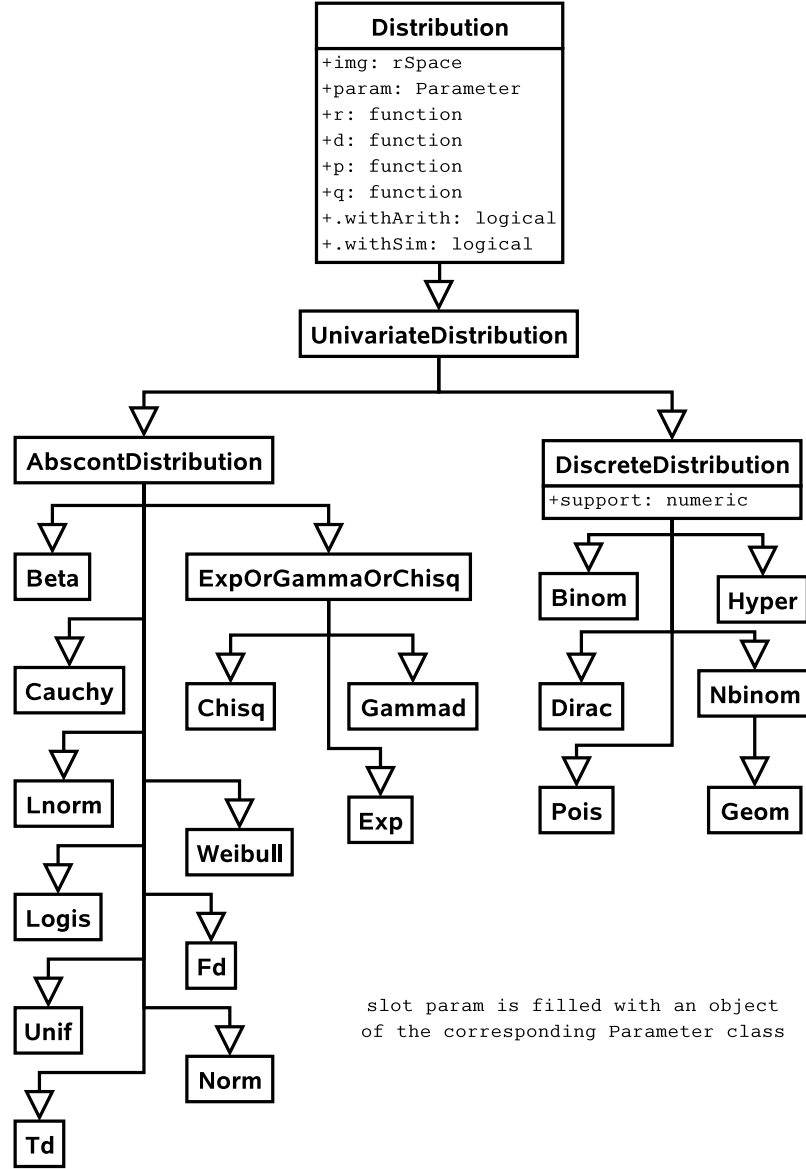 Distribution
+img: rSpace
+param: Parameter
+r: function
+d: function
+p: function
+q: function
+.withArith: logical
+.withSim: logical
UnivariateDistribution
AbscontDistribution
DiscreteDistribution
+support: numeric
Beta
ExpOrGammaOrChisq
Binom
Hyper
Cauchy
Chisq
Gammad
Dirac
Nbinom
Lnorm
Weibull
Exp
Pois
Geom
Logis
Fd
Unif
Norm
Td
slot param is filled with an object
of the corresponding Parameter class